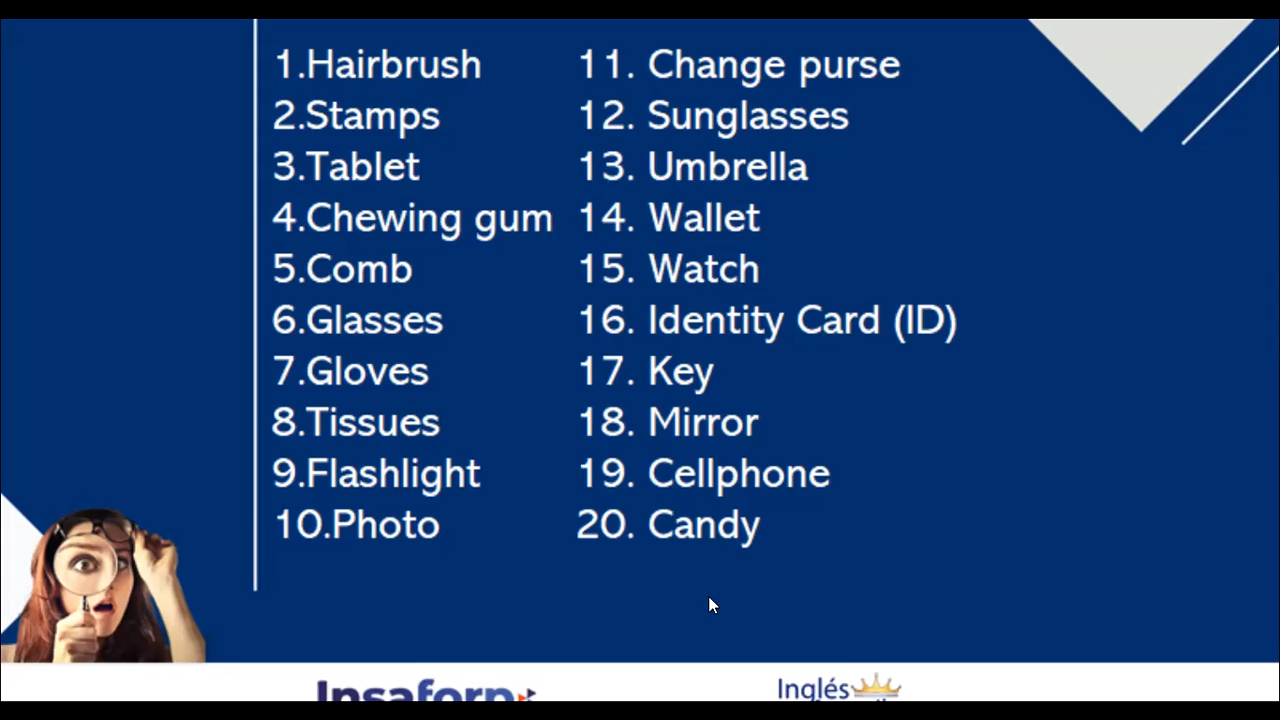 1.Hairbrush
2.Stamps
3.Tablet
4.Chewing gum
5.Comb
6.Glasses
7.Gloves
8.Tissues
9.Flashlight
10.Photo
11. Change purse
12. Sunglasses
13. Umbrella
14. Wallet
15. Watch
16. Identity Card (ID)
17. Key
18. Mirror
19. Cellphone
20. Candy
Insaforp
Inglés